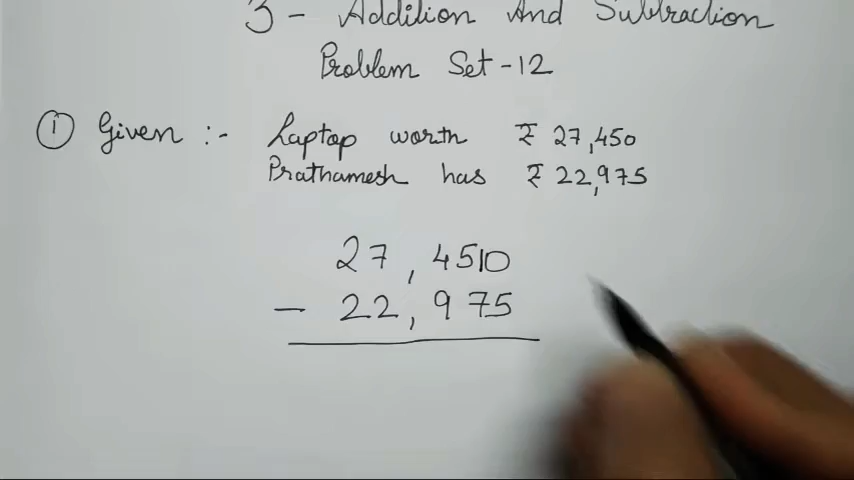 3 - Addition And Subtraction
Problem Set - 12
① Given :- Laptop worth ₹ 27,450
Prathamesh has ₹ 22,975
27,4510
- 22,975